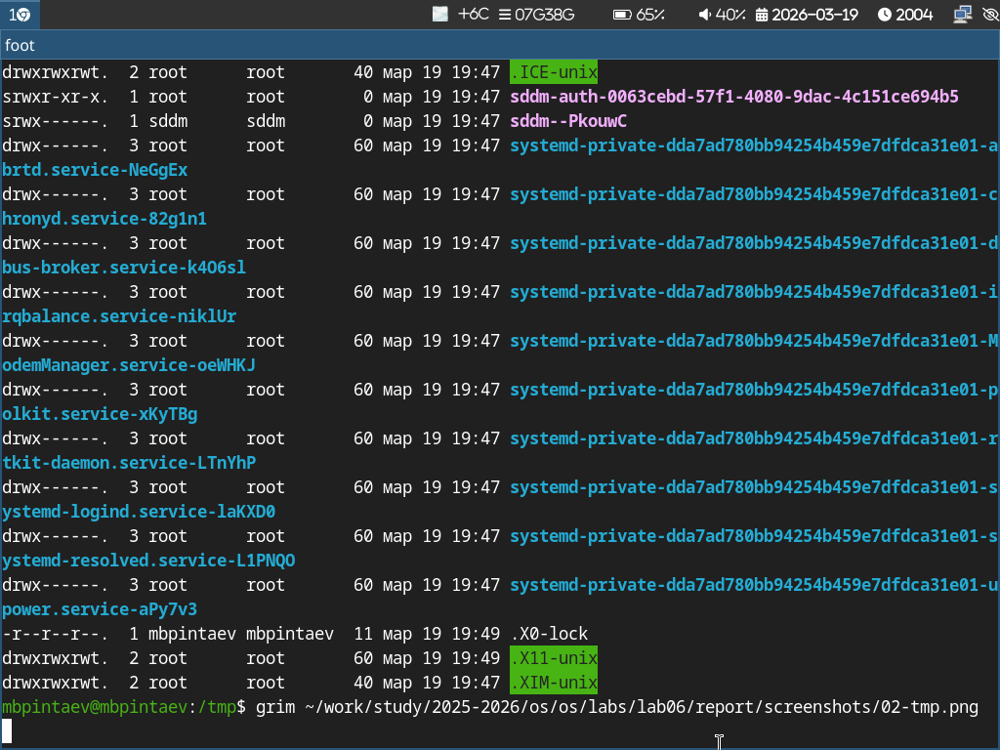 1 +6C 07G38G 65% 40% 2026-03-19 2004
foot
drwxrwxrwt. 2 root root 40 мар 19 19:47 .ICE-unix
srwxr-xr-x. 1 root root 0 мар 19 19:47 sddm-auth-0063cebd-57f1-4080-9dac-4c151ce694b5
srwx------. 1 sddm sddm 0 мар 19 19:47 sddm--PkouwC
drwx------. 3 root root 60 мар 19 19:47 systemd-private-dda7ad780bb94254b459e7dfdca31e01-a
brtd.service-NeGgEx
drwx------. 3 root root 60 мар 19 19:47 systemd-private-dda7ad780bb94254b459e7dfdca31e01-c
hronyd.service-82g1n1
drwx------. 3 root root 60 мар 19 19:47 systemd-private-dda7ad780bb94254b459e7dfdca31e01-d
bus-broker.service-k4O6sl
drwx------. 3 root root 60 мар 19 19:47 systemd-private-dda7ad780bb94254b459e7dfdca31e01-i
rqbalance.service-niklUr
drwx------. 3 root root 60 мар 19 19:47 systemd-private-dda7ad780bb94254b459e7dfdca31e01-M
odemManager.service-oeWHKJ
drwx------. 3 root root 60 мар 19 19:47 systemd-private-dda7ad780bb94254b459e7dfdca31e01-p
olkit.service-xKyTBg
drwx------. 3 root root 60 мар 19 19:47 systemd-private-dda7ad780bb94254b459e7dfdca31e01-r
tkit-daemon.service-LTnYhP
drwx------. 3 root root 60 мар 19 19:47 systemd-private-dda7ad780bb94254b459e7dfdca31e01-s
ystemd-logind.service-laKXD0
drwx------. 3 root root 60 мар 19 19:47 systemd-private-dda7ad780bb94254b459e7dfdca31e01-s
ystemd-resolved.service-L1PNQO
drwx------. 3 root root 60 мар 19 19:47 systemd-private-dda7ad780bb94254b459e7dfdca31e01-u
power.service-aPy7v3
-r--r--r--. 1 mbpintaev mbpintaev 11 мар 19 19:49 .X0-lock
drwxrwxrwt. 2 root root 60 мар 19 19:49 .X11-unix
drwxrwxrwt. 2 root root 40 мар 19 19:47 .XIM-unix
mbpintaev@mbpintaev:/tmp$ grim ~/work/study/2025-2026/os/os/labs/lab06/report/screenshots/02-tmp.png